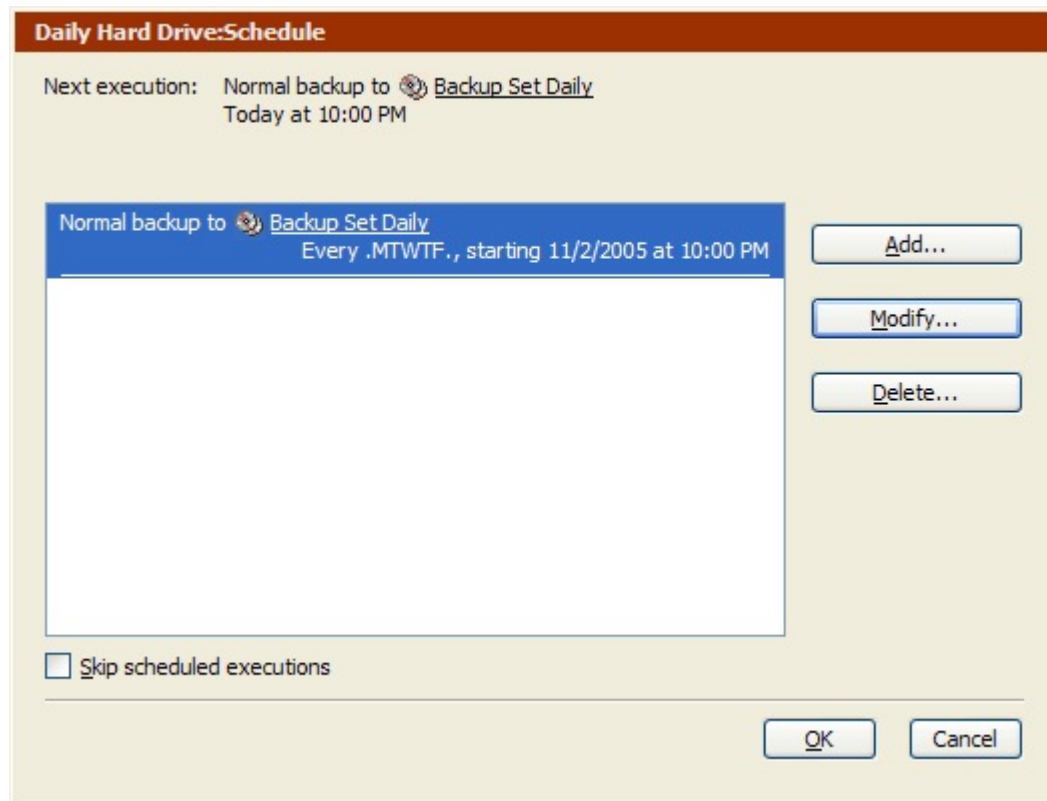 Daily Hard Drive:Schedule
Next execution: Normal backup to Backup Set Daily
Today at 10:00 PM
Normal backup to Backup Set Daily
Every .MTWTF., starting 11/2/2005 at 10:00 PM
Add...
Modify...
Delete...
Skip scheduled executions
OK Cancel